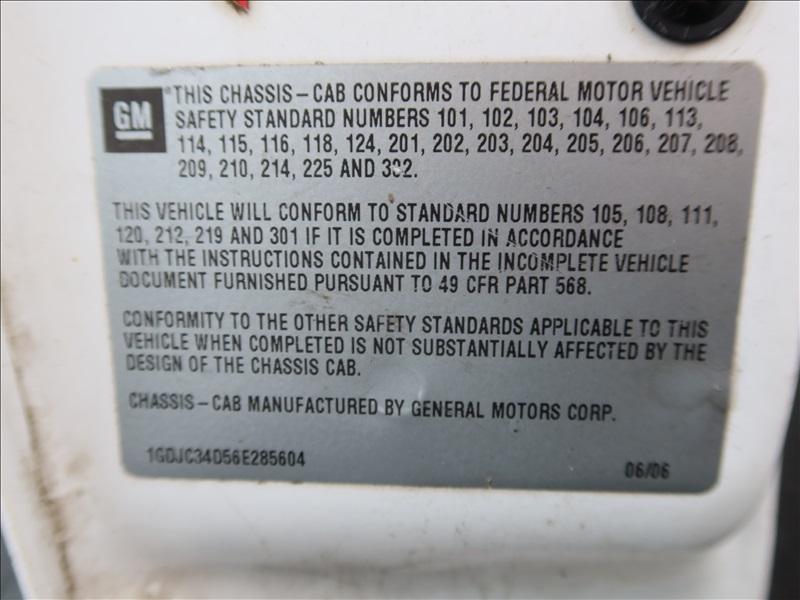 GM
THIS CHASSIS-CAB CONFORMS TO FEDERAL MOTOR VEHICLE
SAFETY STANDARD NUMBERS 101, 102, 103, 104, 106, 113,
114, 115, 116, 118, 124, 201, 202, 203, 204, 205, 206, 207, 208,
209, 210, 214, 225 AND 302.
THIS VEHICLE WILL CONFORM TO STANDARD NUMBERS 105, 108, 111,
120, 212, 219 AND 301 IF IT IS COMPLETED IN ACCORDANCE
WITH THE INSTRUCTIONS CONTAINED IN THE INCOMPLETE VEHICLE
DOCUMENT FURNISHED PURSUANT TO 49 CFR PART 568.
CONFORMITY TO THE OTHER SAFETY STANDARDS APPLICABLE TO THIS
VEHICLE WHEN COMPLETED IS NOT SUBSTANTIALLY AFFECTED BY THE
DESIGN OF THE CHASSIS CAB.
CHASSIS-CAB MANUFACTURED BY GENERAL MOTORS CORP.
1GDJC34D56E285604 06/06